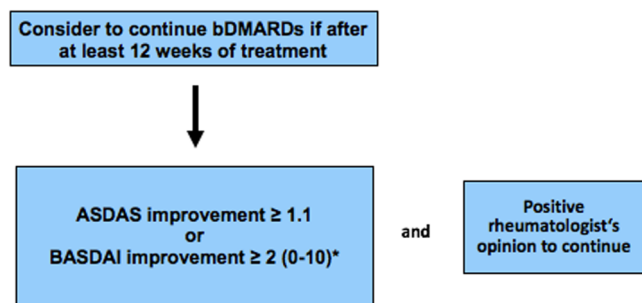 Consider to continue bDMARDs if after
at least 12 weeks of treatment
ASDAS improvement ≥ 1.1
or
BASDAI improvement ≥ 2 (0-10)*
and
Positive
rheumatologist's
opinion to continue